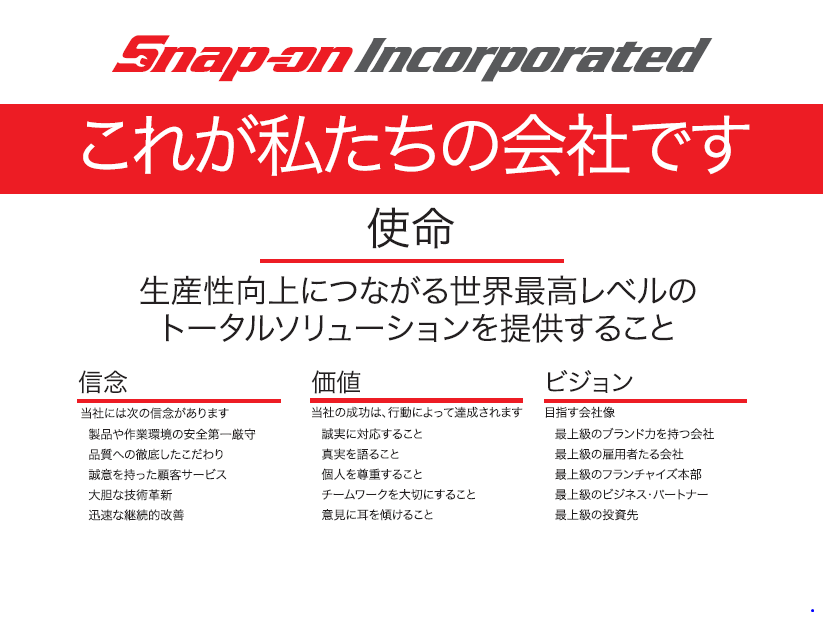 Snap-on Incorporated
これが私たちの会社です
使命
生産性向上につながる世界最高レベルの
トータルソリューションを提供すること
信念
当社には次の信念があります
製品や作業環境の安全第一厳守
品質への徹底したこだわり
誠意を持った顧客サービス
大胆な技術革新
迅速な継続的改善
価値
当社の成功は、行動によって達成されます
誠実に対応すること
真実を語ること
個人を尊重すること
チームワークを大切にすること
意見に耳を傾けること
ビジョン
目指す会社像
最上級のブランド力を持つ会社
最上級の雇用者たる会社
最上級のフランチャイズ本部
最上級のビジネス・パートナー
最上級の投資先